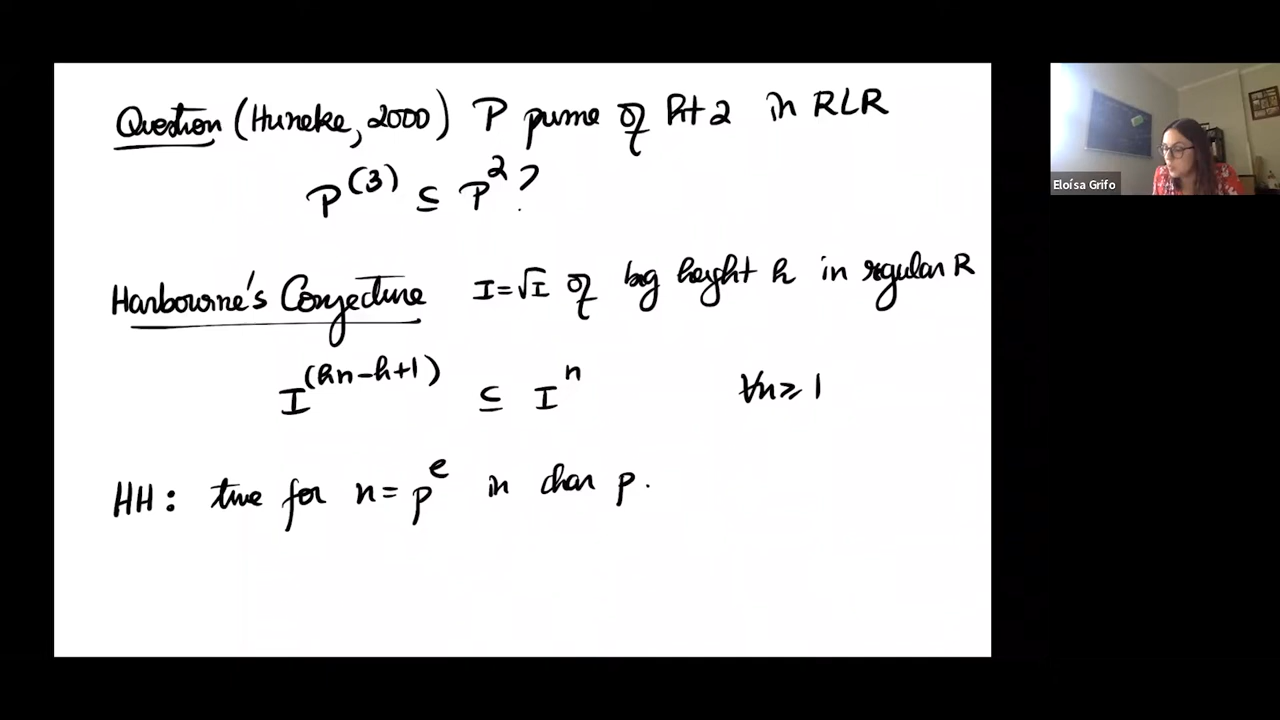 Question (Huneke, 2000) P prime of ht 2 in RLR
P^(3) ⊆ P^2 ?
Harbourne's Conjecture I=√I of big height h in regular R
I^(hn-h+1) ⊆ I^n ∀n≥1
HH: true for n=p^e in char p.
Eloísa Grifo